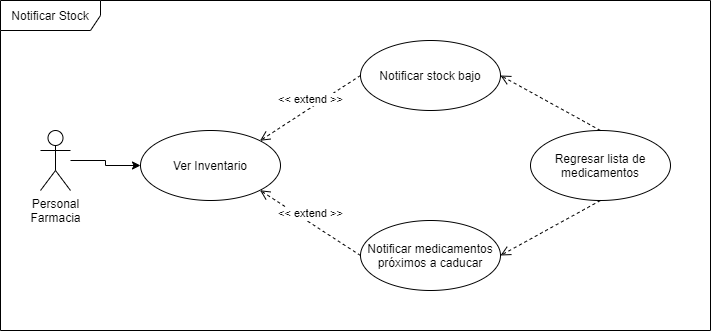 Notificar Stock
Notificar stock bajo
<< extend >>
Ver Inventario
Regresar lista de
medicamentos
Personal
Farmacia
<< extend >>
Notificar medicamentos
próximos a caducar